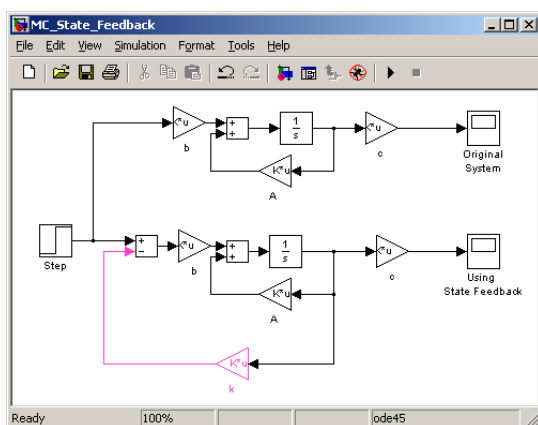 MC_State_Feedback
File Edit View Simulation Format Tools Help
b
+
+
1
s
K*u
A
c
Original
System
Step
+
−
b
+
+
1
s
K*u
A
c
Using
State Feedback
K*u
k
Ready 100% ode45